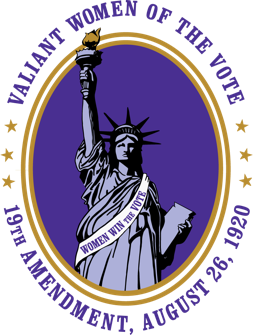 VALIANT WOMEN OF THE VOTE
WOMEN WIN THE VOTE
19TH AMENDMENT, AUGUST 26, 1920